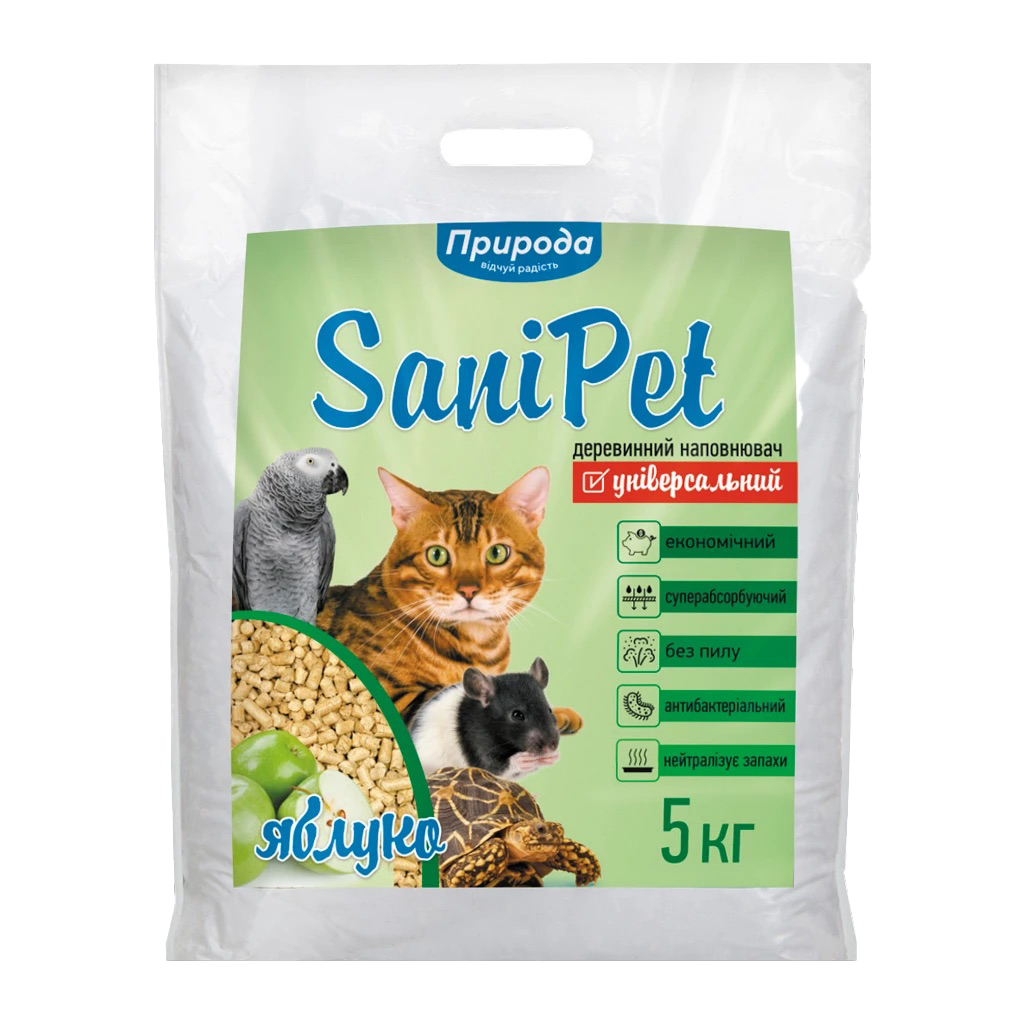 Природа
відчуй радість
SaniPet
деревинний наповнювач
універсальний
економічний
суперабсорбуючий
без пилу
антибактеріальний
нейтралізує запахи
яблуко
5 кг